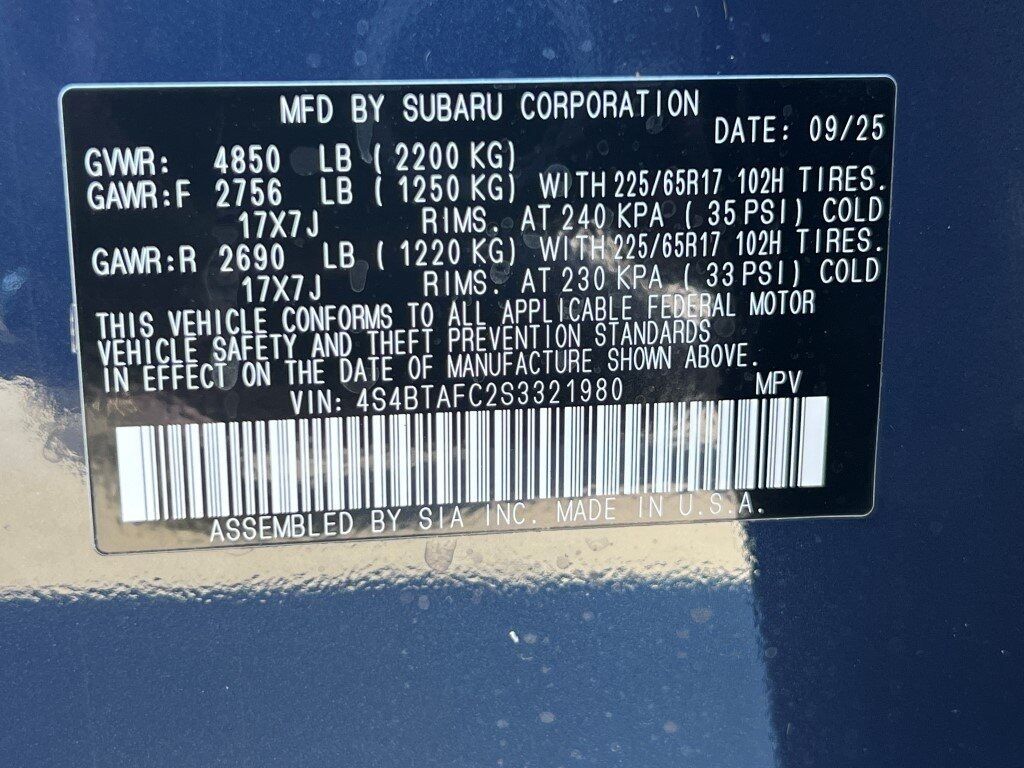 MFD BY SUBARU CORPORATION
DATE: 09/25
GVWR: 4850 LB ( 2200 KG)
GAWR:F 2756 LB ( 1250 KG) WITH 225/65R17 102H TIRES.
17X7J RIMS. AT 240 KPA ( 35 PSI) COLD
GAWR:R 2690 LB ( 1220 KG) WITH 225/65R17 102H TIRES.
17X7J RIMS. AT 230 KPA ( 33 PSI) COLD
THIS VEHICLE CONFORMS TO ALL APPLICABLE FEDERAL MOTOR
VEHICLE SAFETY AND THEFT PREVENTION STANDARDS
IN EFFECT ON THE DATE OF MANUFACTURE SHOWN ABOVE.
VIN: 4S4BTAFC2S3321980 MPV
ASSEMBLED BY SIA INC. MADE IN U.S.A.